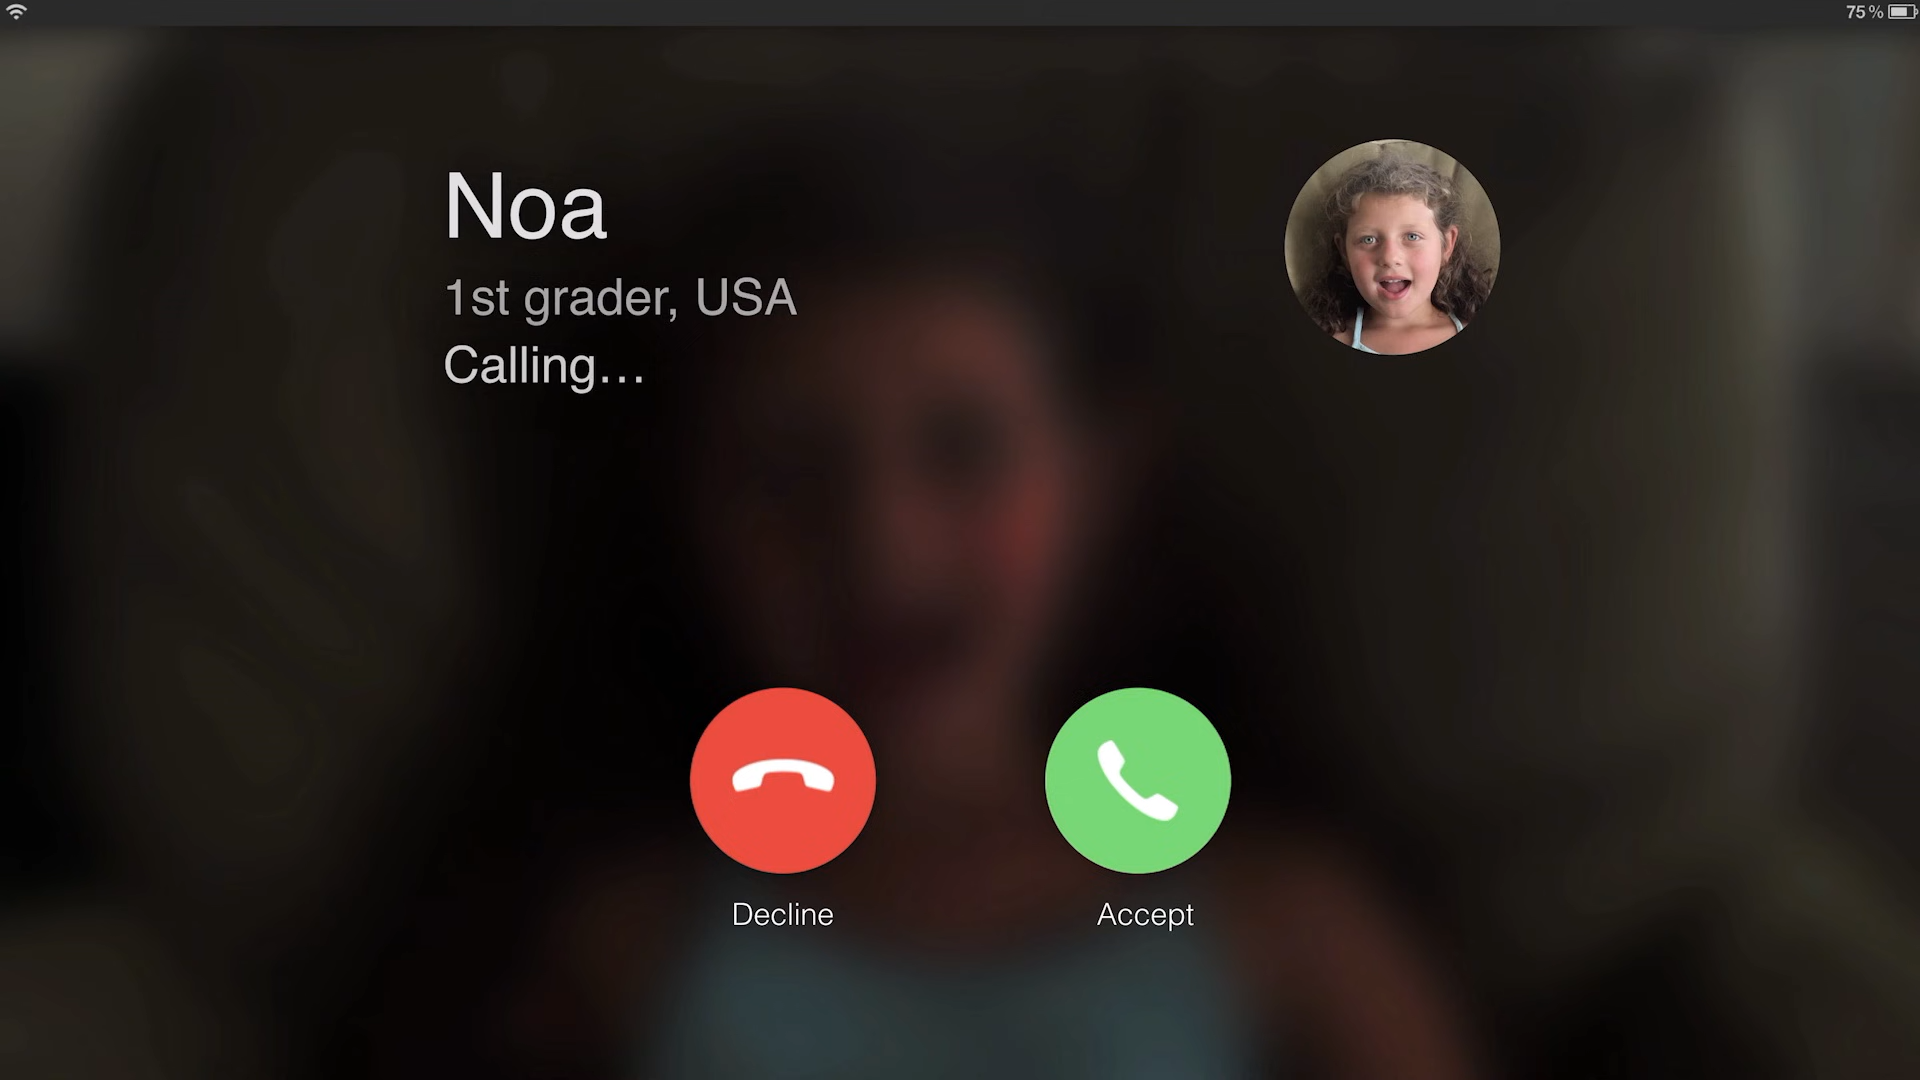 75 %
Noa
1st grader, USA
Calling...
Decline
Accept